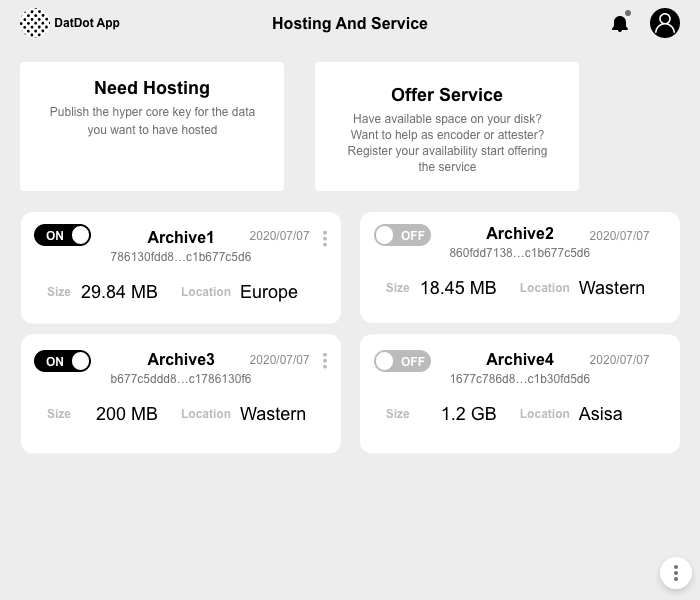 DatDot App
Hosting And Service
Need Hosting
Publish the hyper core key for the data
you want to have hosted
Offer Service
Have available space on your disk?
Want to help as encoder or attester?
Register your availability start offering
the service
ON
Archive1
2020/07/07
786130fdd8...c1b677c5d6
Size 29.84 MB Location Europe
OFF
Archive2
2020/07/07
860fdd7138...c1b677c5d6
Size 18.45 MB Location Wastern
ON
Archive3
2020/07/07
b677c5ddd8...c1786130f6
Size 200 MB Location Wastern
OFF
Archive4
2020/07/07
1677c786d8...c1b30fd5d6
Size 1.2 GB Location Asisa